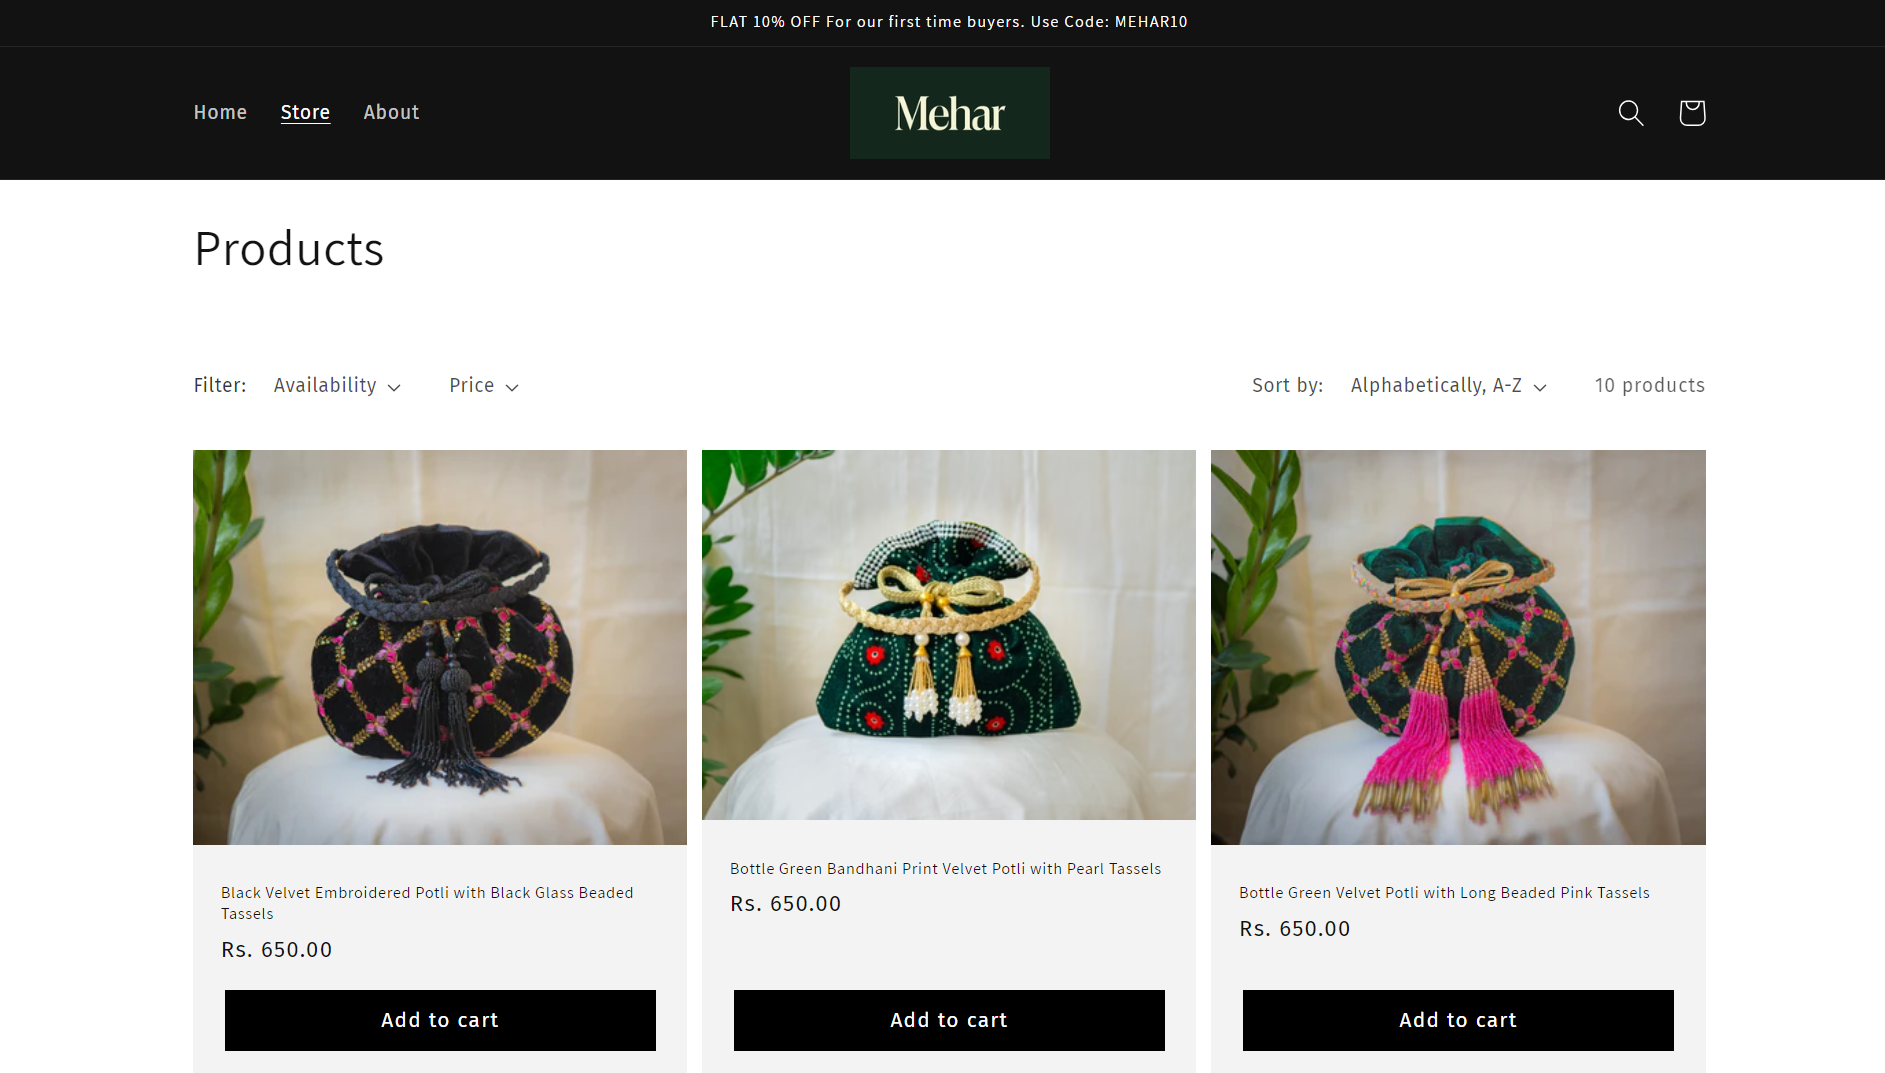 FLAT 10% OFF For our first time buyers. Use Code: MEHAR10
Home Store About
Mehar
Products
Filter: Availability Price Sort by: Alphabetically, A-Z 10 products
Black Velvet Embroidered Potli with Black Glass Beaded
Tassels
Rs. 650.00
Add to cart
Bottle Green Bandhani Print Velvet Potli with Pearl Tassels
Rs. 650.00
Add to cart
Bottle Green Velvet Potli with Long Beaded Pink Tassels
Rs. 650.00
Add to cart